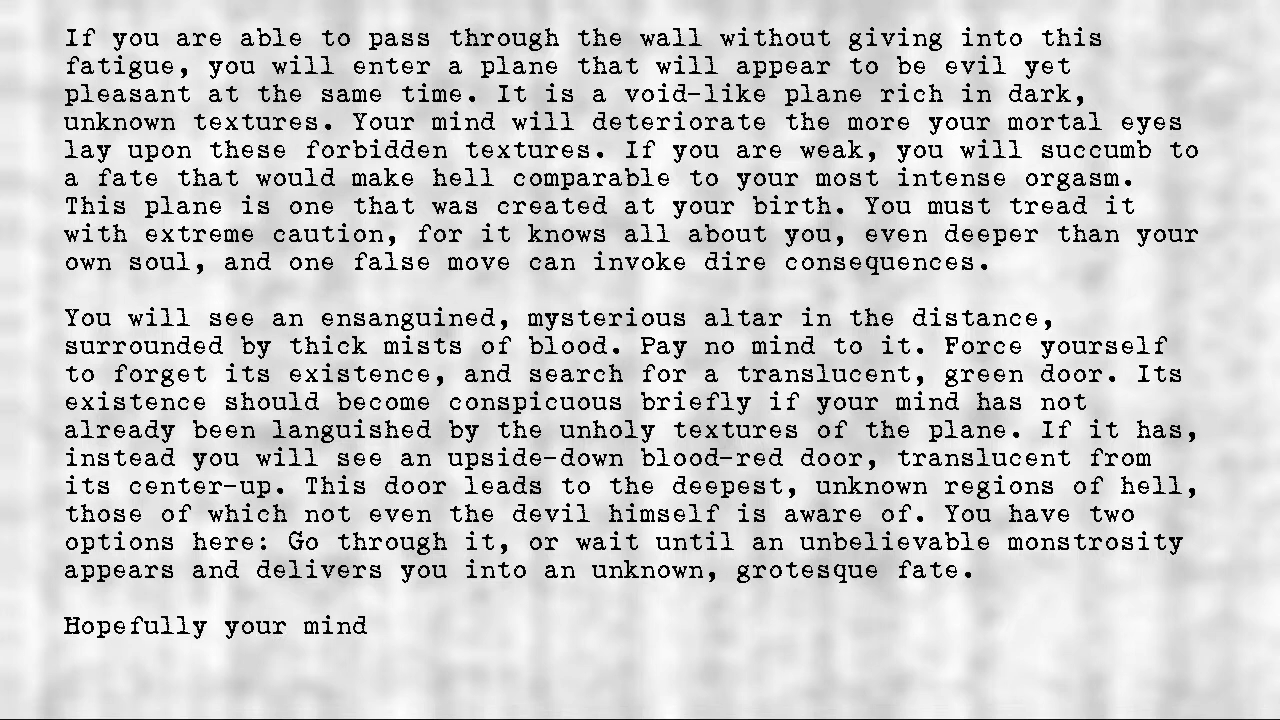 If you are able to pass through the wall without giving into this
fatigue, you will enter a plane that will appear to be evil yet
pleasant at the same time. It is a void-like plane rich in dark,
unknown textures. Your mind will deteriorate the more your mortal eyes
lay upon these forbidden textures. If you are weak, you will succumb to
a fate that would make hell comparable to your most intense orgasm.
This plane is one that was created at your birth. You must tread it
with extreme caution, for it knows all about you, even deeper than your
own soul, and one false move can invoke dire consequences.

You will see an ensanguined, mysterious altar in the distance,
surrounded by thick mists of blood. Pay no mind to it. Force yourself
to forget its existence, and search for a translucent, green door. Its
existence should become conspicuous briefly if your mind has not
already been languished by the unholy textures of the plane. If it has,
instead you will see an upside-down blood-red door, translucent from
its center-up. This door leads to the deepest, unknown regions of hell,
those of which not even the devil himself is aware of. You have two
options here: Go through it, or wait until an unbelievable monstrosity
appears and delivers you into an unknown, grotesque fate.

Hopefully your mind